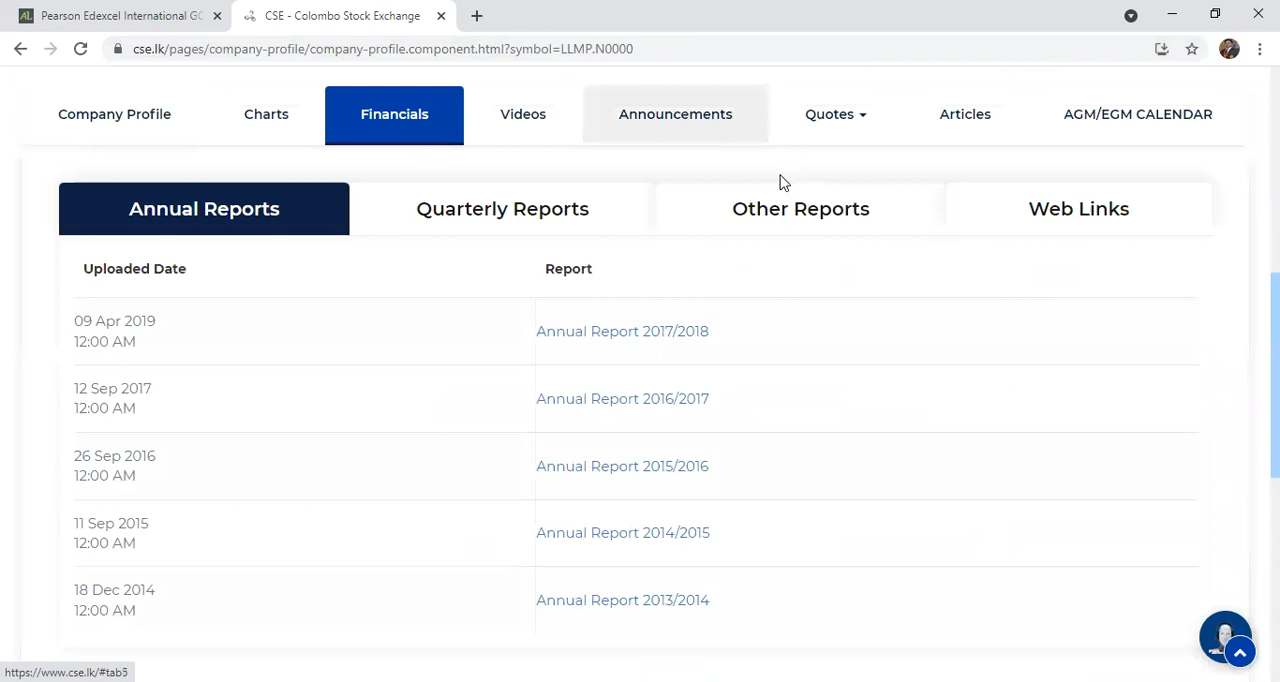 Pearson Edexcel International GC
CSE - Colombo Stock Exchange
cse.lk/pages/company-profile/company-profile.component.html?symbol=LLMP.N0000
Company Profile Charts Financials Videos Announcements Quotes Articles AGM/EGM CALENDAR
Annual Reports Quarterly Reports Other Reports Web Links
Uploaded Date Report
09 Apr 2019
12:00 AM
Annual Report 2017/2018
12 Sep 2017
12:00 AM
Annual Report 2016/2017
26 Sep 2016
12:00 AM
Annual Report 2015/2016
11 Sep 2015
12:00 AM
Annual Report 2014/2015
18 Dec 2014
12:00 AM
Annual Report 2013/2014
https://www.cse.lk/#tab5